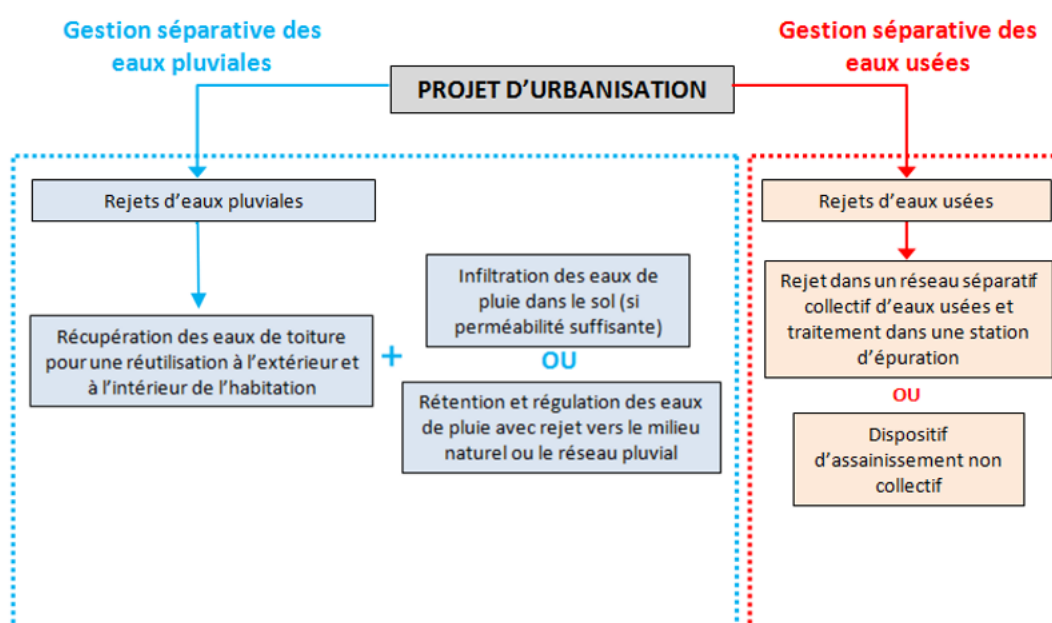 Gestion séparative des
eaux pluviales
Gestion séparative des
eaux usées
PROJET D’URBANISATION
Rejets d’eaux pluviales
Récupération des eaux de toiture
pour une réutilisation à l’extérieur et
à l’intérieur de l’habitation
+
Infiltration des eaux de
pluie dans le sol (si
perméabilité suffisante)
OU
Rétention et régulation des eaux
de pluie avec rejet vers le milieu
naturel ou le réseau pluvial
Rejets d’eaux usées
Rejet dans un réseau séparatif
collectif d’eaux usées et
traitement dans une station
d’épuration
OU
Dispositif
d’assainissement non
collectif